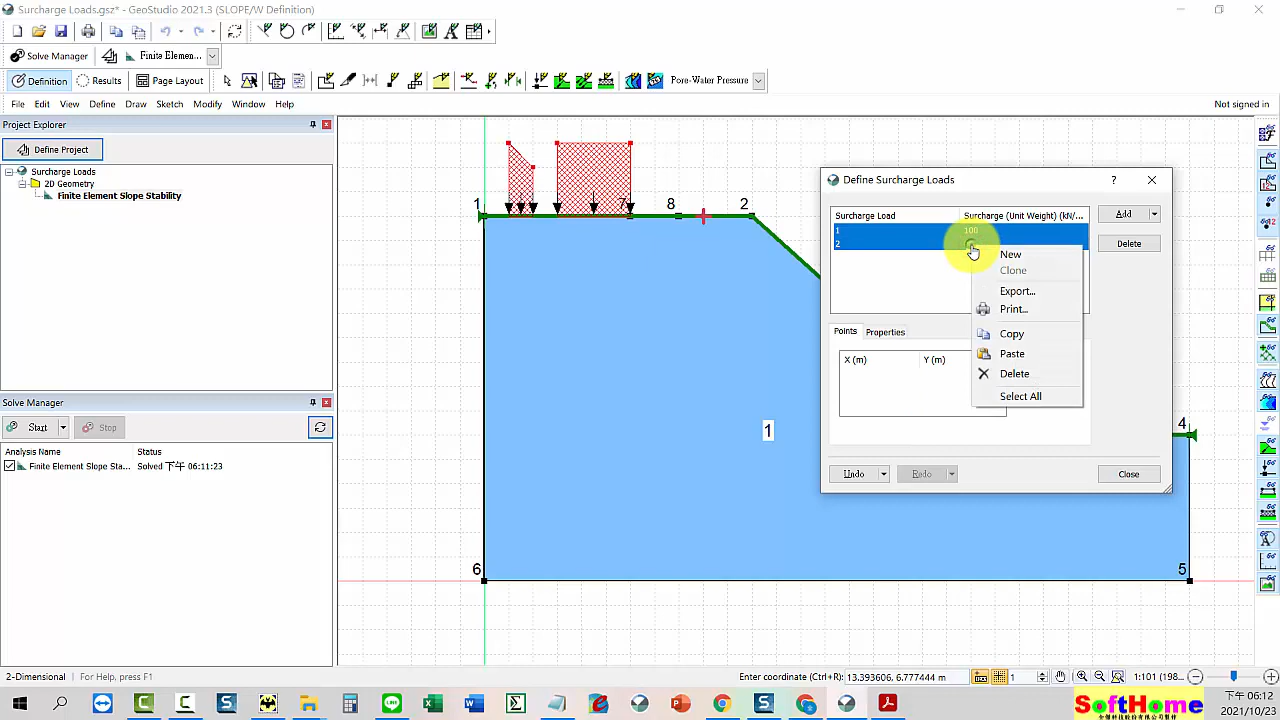 Surcharge Loads.gsz* - GeoStudio 2021.3 (SLOPE/W Definition)
Solve Manager
Finite Elemen...
Definition
Results
Page Layout
Pore-Water Pressure
File Edit View Define Draw Sketch Modify Window Help
Not signed in
Project Explorer
Define Project
Surcharge Loads
2D Geometry
Finite Element Slope Stability
Solve Manager
Start
Stop
Analysis Name Status
Finite Element Slope Sta... Solved 下午 06:11:23
1
7
8
2
1
4
6
5
Define Surcharge Loads
?
Surcharge Load Surcharge (Unit Weight) (kN/...
1 100
2
Add
Delete
New
Clone
Export...
Print...
Copy
Paste
Delete
Select All
Points
Properties
X (m) Y (m)
Undo
Redo
Close
2-Dimensional
For Help, press F1
Enter coordinate(s) 13.393606, 6.777444 m
1
1:101 (198...
SoftHome
下午 06:12
2021/10/23